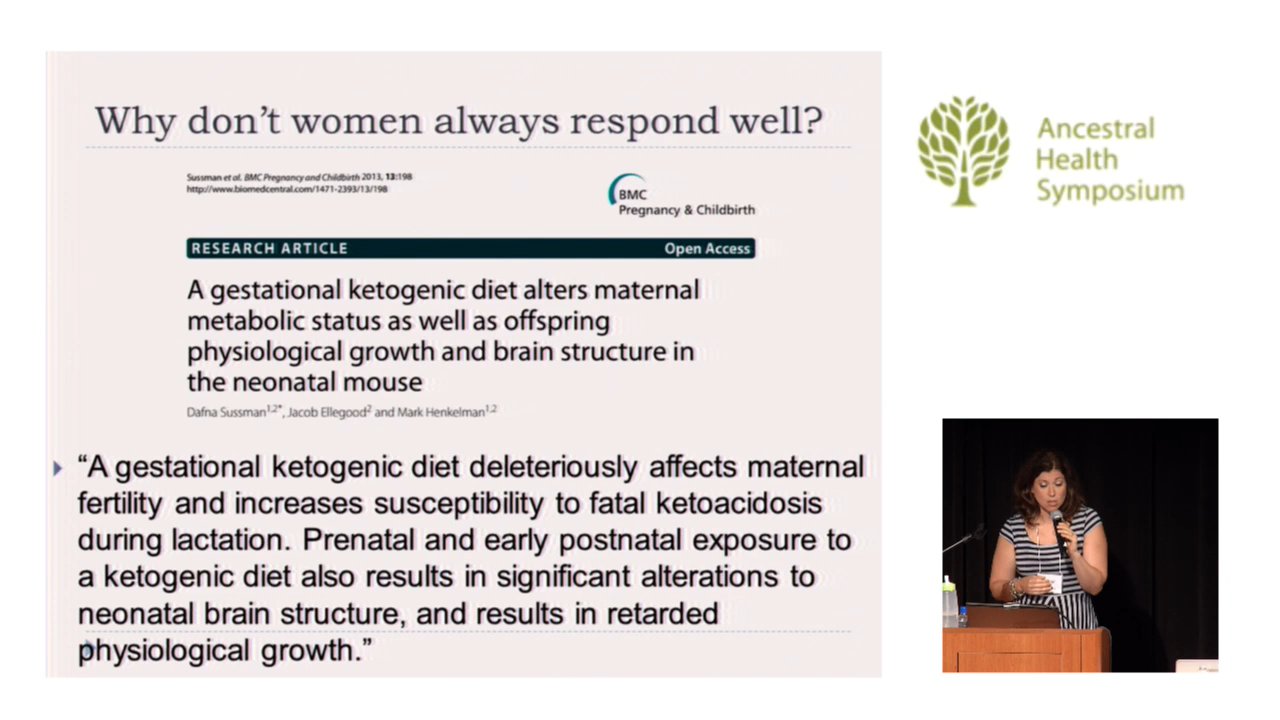 Why don't women always respond well?
Sussman et al. BMC Pregnancy and Childbirth 2013, 13:198
http://www.biomedcentral.com/1471-2393/13/198
BMC
Pregnancy & Childbirth
RESEARCH ARTICLE Open Access
A gestational ketogenic diet alters maternal
metabolic status as well as offspring
physiological growth and brain structure in
the neonatal mouse
Dafna Sussman1,2*, Jacob Ellegood2 and Mark Henkelman1,2
“A gestational ketogenic diet deleteriously affects maternal
fertility and increases susceptibility to fatal ketoacidosis
during lactation. Prenatal and early postnatal exposure to
a ketogenic diet also results in significant alterations to
neonatal brain structure, and results in retarded
physiological growth.”
Ancestral
Health
Symposium